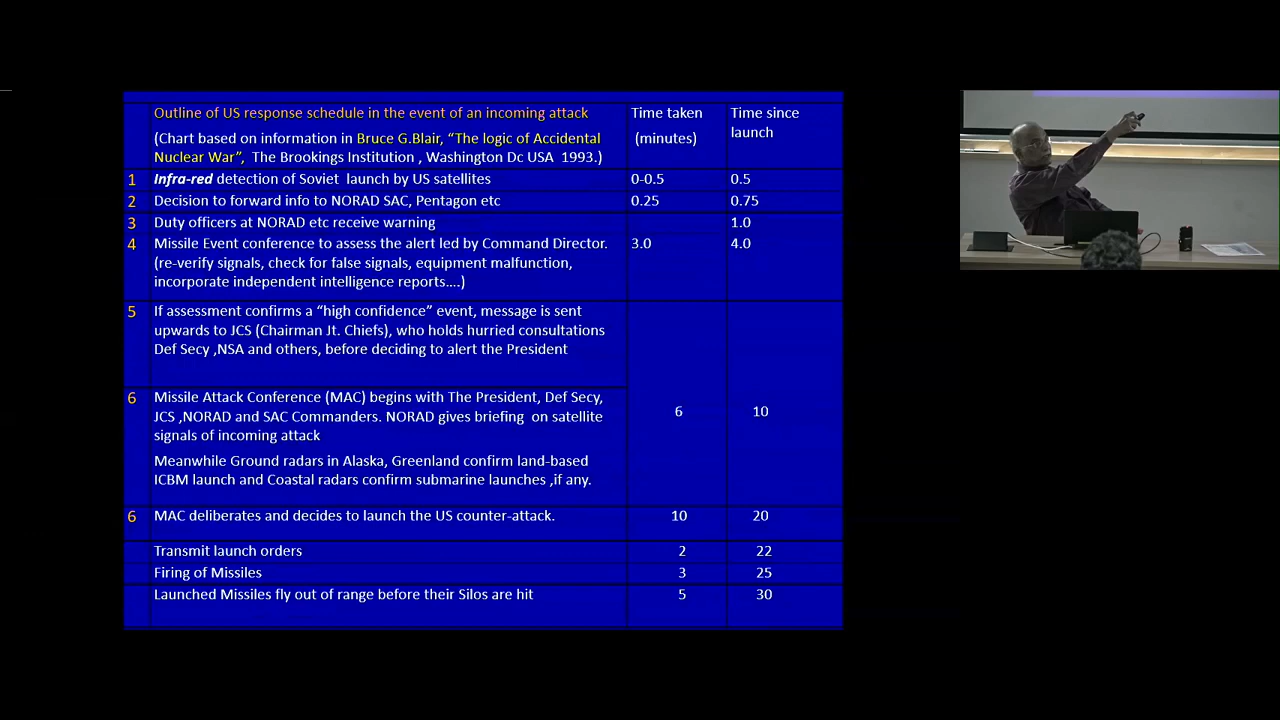 Outline of US response schedule in the event of an incoming attack
(Chart based on information in Bruce G.Blair, “The logic of Accidental
Nuclear War”, The Brookings Institution , Washington Dc USA 1993.)
Time taken
(minutes)
Time since
launch
1 Infra-red detection of Soviet launch by US satellites 0-0.5 0.5
2 Decision to forward info to NORAD SAC, Pentagon etc 0.25 0.75
3 Duty officers at NORAD etc receive warning 1.0
4 Missile Event conference to assess the alert led by Command Director. 3.0 4.0
(re-verify signals, check for false signals, equipment malfunction,
incorporate independent intelligence reports….)
5 If assessment confirms a “high confidence” event, message is sent
upwards to JCS (Chairman Jt. Chiefs), who holds hurried consultations
Def Secy ,NSA and others, before deciding to alert the President
6 Missile Attack Conference (MAC) begins with The President, Def Secy,
JCS ,NORAD and SAC Commanders. NORAD gives briefing on satellite 6 10
signals of incoming attack
Meanwhile Ground radars in Alaska, Greenland confirm land-based
ICBM launch and Coastal radars confirm submarine launches ,if any.
6 MAC deliberates and decides to launch the US counter-attack. 10 20
Transmit launch orders 2 22
Firing of Missiles 3 25
Launched Missiles fly out of range before their Silos are hit 5 30